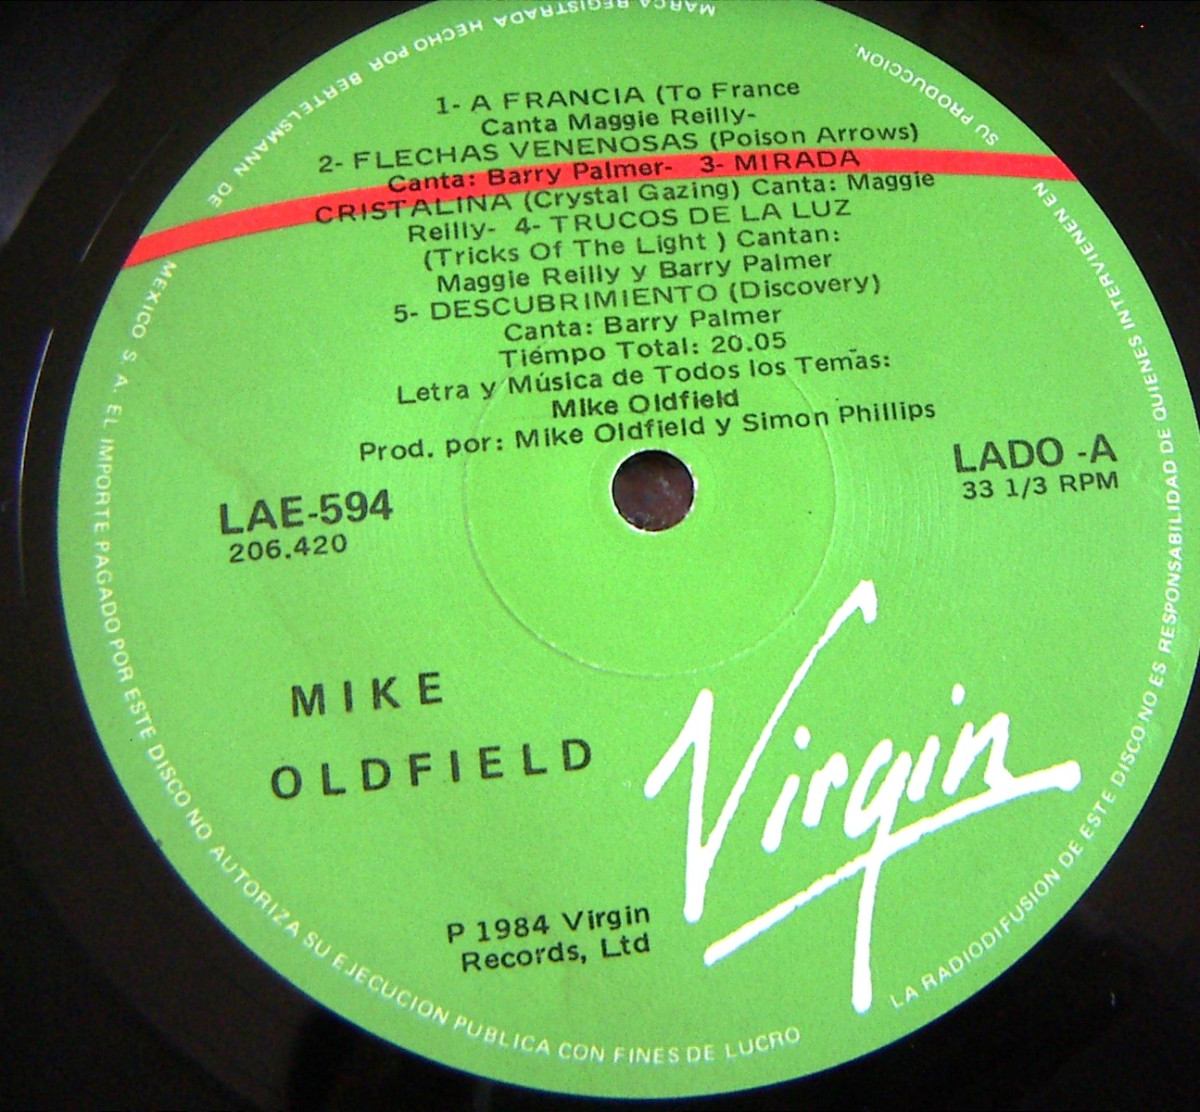 1- A FRANCIA (To France
Canta Maggie Reilly-
2- FLECHAS VENENOSAS (Poison Arrows)
Canta: Barry Palmer- 3- MIRADA
CRISTALINA (Crystal Gazing) Canta: Maggie
Reilly- 4- TRUCOS DE LA LUZ
(Tricks Of The Light ) Cantan:
Maggie Reilly y Barry Palmer
5- DESCUBRIMIENTO (Discovery)
Canta: Barry Palmer
Tiémpo Total: 20.05
Letra y Música de Todos los Temas:
Mike Oldfield
Prod. por: Mike Oldfield y Simon Phillips
LADO -A
33 1/3 RPM
LAE-594
206.420
MIKE
OLDFIELD
Virgin
P 1984 Virgin
Records, Ltd
MARCA REGISTRADA HECHO POR BERTELSMANN DE MEXICO S A. EL IMPORTE PAGADO POR ESTE DISCO NO AUTORIZA SU EJECUCION PUBLICA CON FINES DE LUCRO
LA RADIODIFUSION DE ESTE DISCO NO ES RESPONSABILIDAD DE QUIENES INTERVIENEN EN SU PRODUCCION.